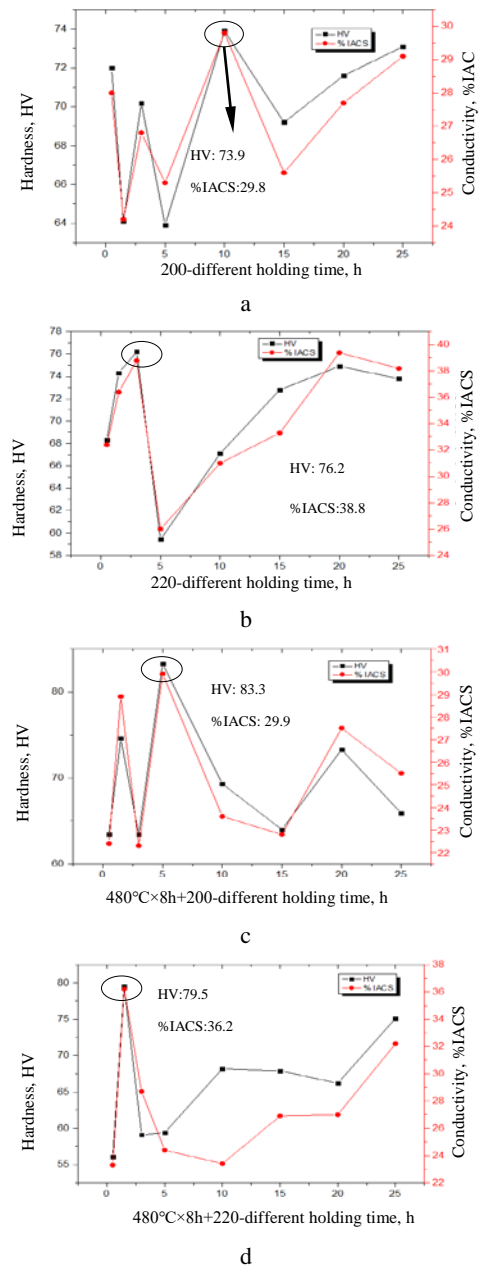 74
72
70
68
66
64
30
29
28
27
26
25
24
HV
%IACS
Hardness, HV
Conductivity, %IAC
HV: 73.9
%IACS:29.8
0 5 10 15 20 25
200-different holding time, h
a
78
76
74
72
70
68
66
64
62
60
58
40
38
36
34
32
30
28
26
24
HV
%IACS
Hardness, HV
Conductivity, %IACS
HV: 76.2
%IACS:38.8
0 5 10 15 20 25
220-different holding time, h
b
80
70
60
31
30
29
28
27
26
25
24
23
22
HV
%IACS
Hardness, HV
Conductivity, %IACS
HV: 83.3
%IACS: 29.9
0 5 10 15 20 25
480°C×8h+200-different holding time, h
c
80
75
70
65
60
55
38
36
34
32
30
28
26
24
22
HV
%IACS
Hardness, HV
Conductivity, %IACS
HV:79.5
%IACS:36.2
0 5 10 15 20 25
480°C×8h+220-different holding time, h
d